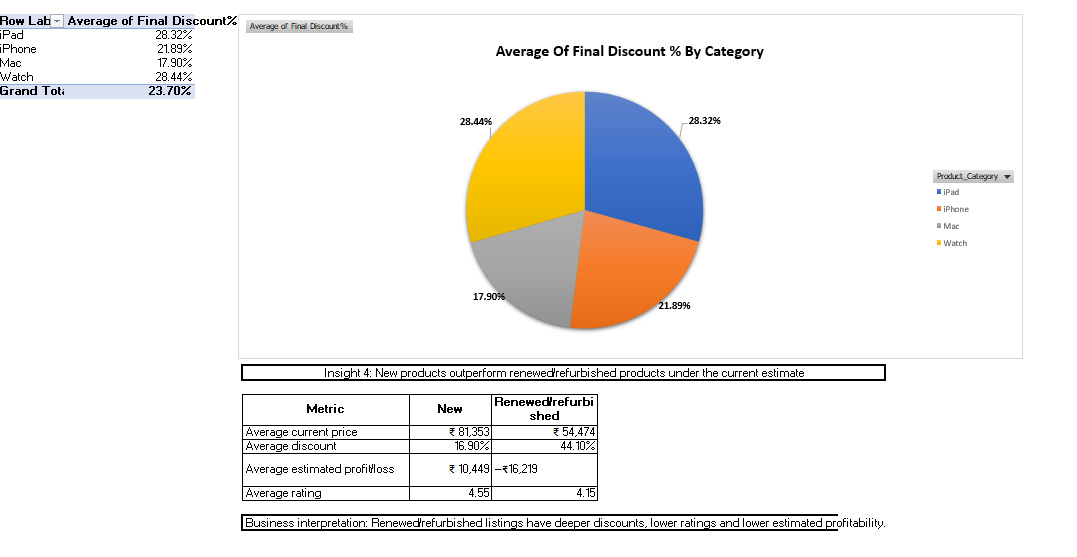 Row Lab Average of Final Discount%
iPad 28.32%
iPhone 21.89%
Mac 17.90%
Watch 28.44%
Grand Tota 23.70%
Average of Final Discount%
Average Of Final Discount % By Category
28.44%
28.32%
17.90%
21.89%
Product_Category
iPad
iPhone
Mac
Watch
Insight 4: New products outperform renewed/refurbished products under the current estimate
Metric New Renewed/refurbi
shed
Average current price ₹ 81,353 ₹ 54,474
Average discount 16.90% 44.10%
Average estimated profit/loss ₹ 10,449 −₹16,219
Average rating 4.55 4.15
Business interpretation: Renewed/refurbished listings have deeper discounts, lower ratings and lower estimated profitability.